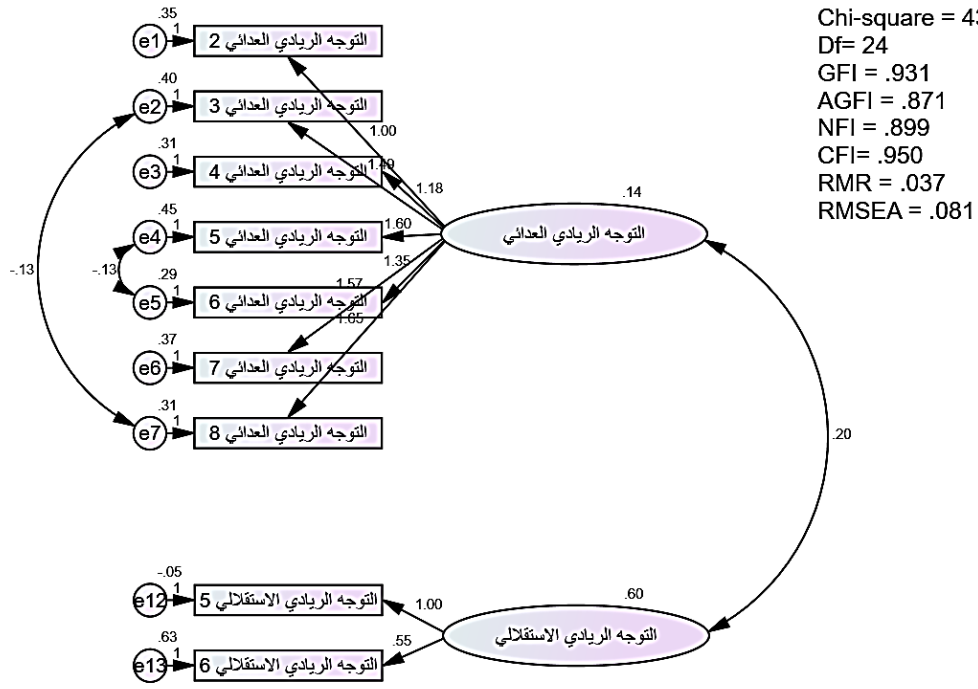 Chi-square = 43
Df= 24
GFI = .931
AGFI = .871
NFI = .899
CFI= .950
RMR = .037
RMSEA = .081
.35
e1
1
التوجه الريادي العدائي 2
.40
e2
1
التوجه الريادي العدائي 3
.31
e3
1
التوجه الريادي العدائي 4
.45
e4
1
التوجه الريادي العدائي 5
.29
e5
1
التوجه الريادي العدائي 6
.37
e6
1
التوجه الريادي العدائي 7
.31
e7
1
التوجه الريادي العدائي 8
-.13
-.13
1.00
1.49
1.18
1.60
1.35
1.57
1.65
.14
التوجه الريادي العدائي
.20
-.05
e12
1
التوجه الريادي الاستقلالي 5
.63
e13
1
التوجه الريادي الاستقلالي 6
1.00
.55
.60
التوجه الريادي الاستقلالي